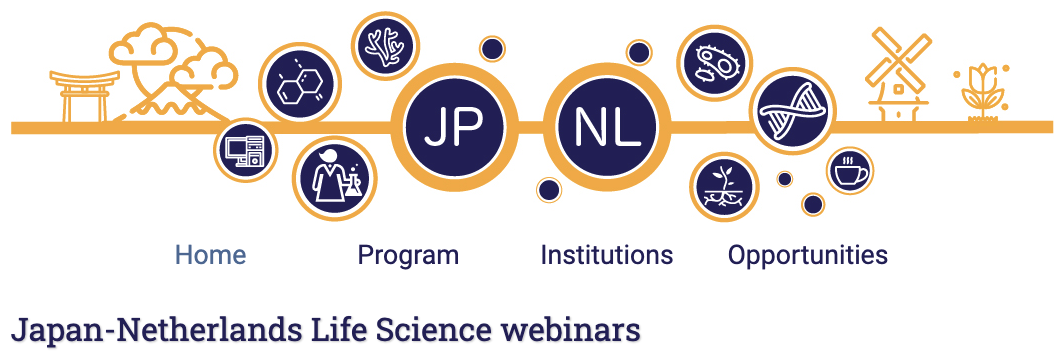 JP NL
Home Program Institutions Opportunities
Japan-Netherlands Life Science webinars